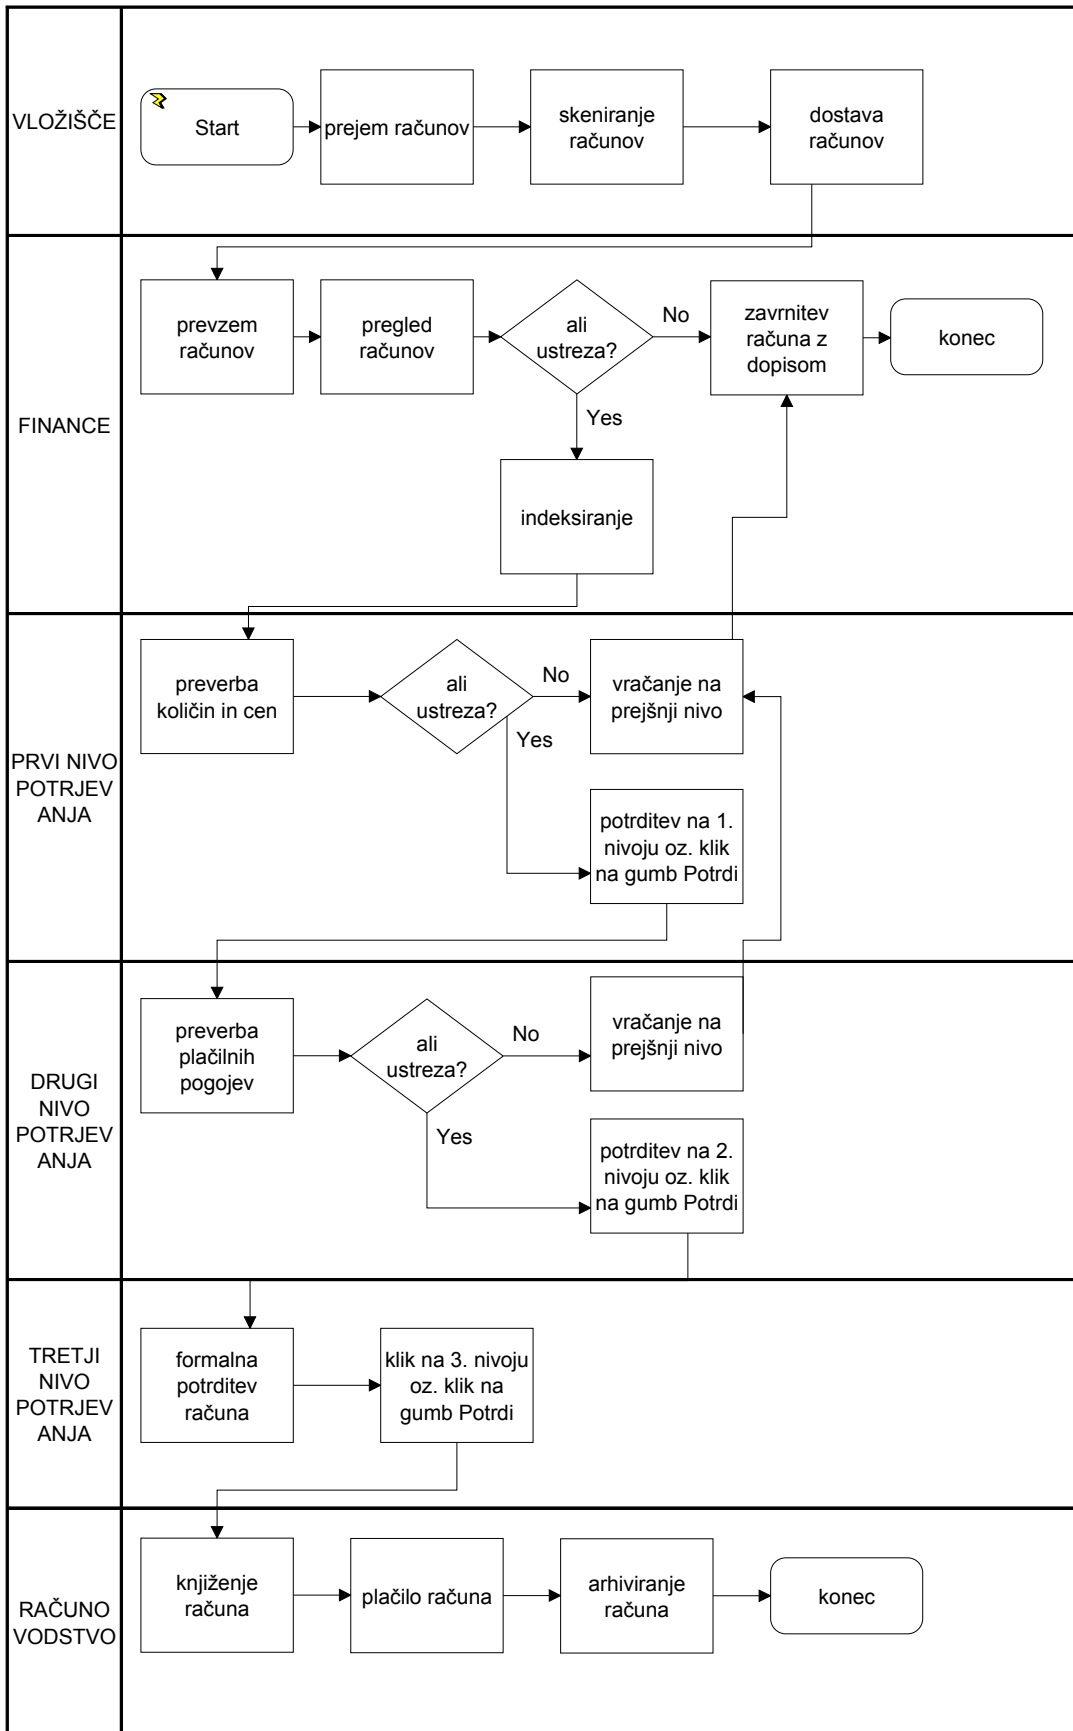 VLOŽIŠČE
Start
prejem računov
skeniranje
računov
dostava
računov
FINANCE
prevzem
računov
pregled
računov
ali
ustreza?
No
zavrnitev
računa z
dopisom
konec
Yes
indeksiranje
PRVI NIVO
POTRJEV
ANJA
preverba
količin in cen
ali
ustreza?
No
vračanje na
prejšnji nivo
Yes
potrditev na 1.
nivoju oz. klik
na gumb Potrdi
DRUGI
NIVO
POTRJEV
ANJA
preverba
plačilnih
pogojev
ali
ustreza?
No
vračanje na
prejšnji nivo
Yes
potrditev na 2.
nivoju oz. klik
na gumb Potrdi
TRETJI
NIVO
POTRJEV
ANJA
formalna
potrditev
računa
klik na 3. nivoju
oz. klik na
gumb Potrdi
RAČUNO
VODSTVO
knjiženje
računa
plačilo računa
arhiviranje
računa
konec